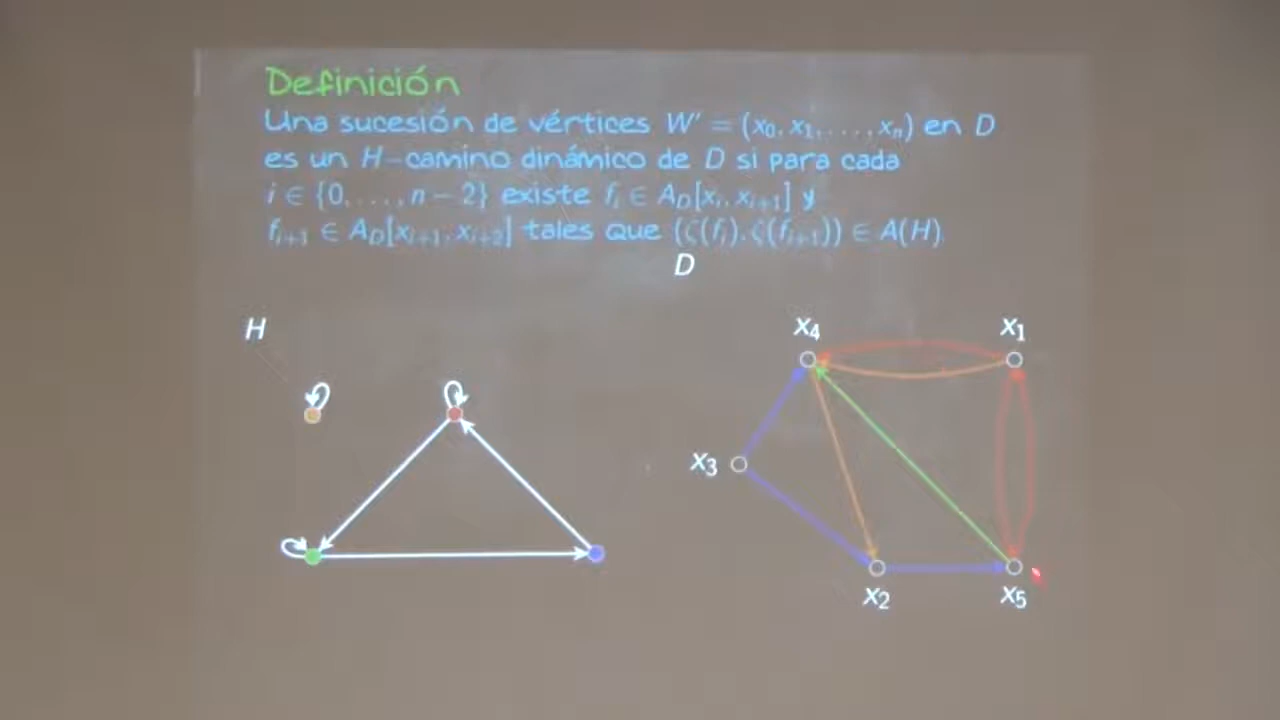 Definición
Una sucesión de vértices W' = (x₀, x₁, . . . , xₙ) en D
es un H–camino dinámico de D si para cada
i ∈ {0, . . . , n − 2} existe fᵢ ∈ A_D[xᵢ, xᵢ₊₁] y
fᵢ₊₁ ∈ A_D[xᵢ₊₁, xᵢ₊₂] tales que (ζ(fᵢ), ζ(fᵢ₊₁)) ∈ A(H).
D
H
x₄
x₁
x₃
x₂
x₅